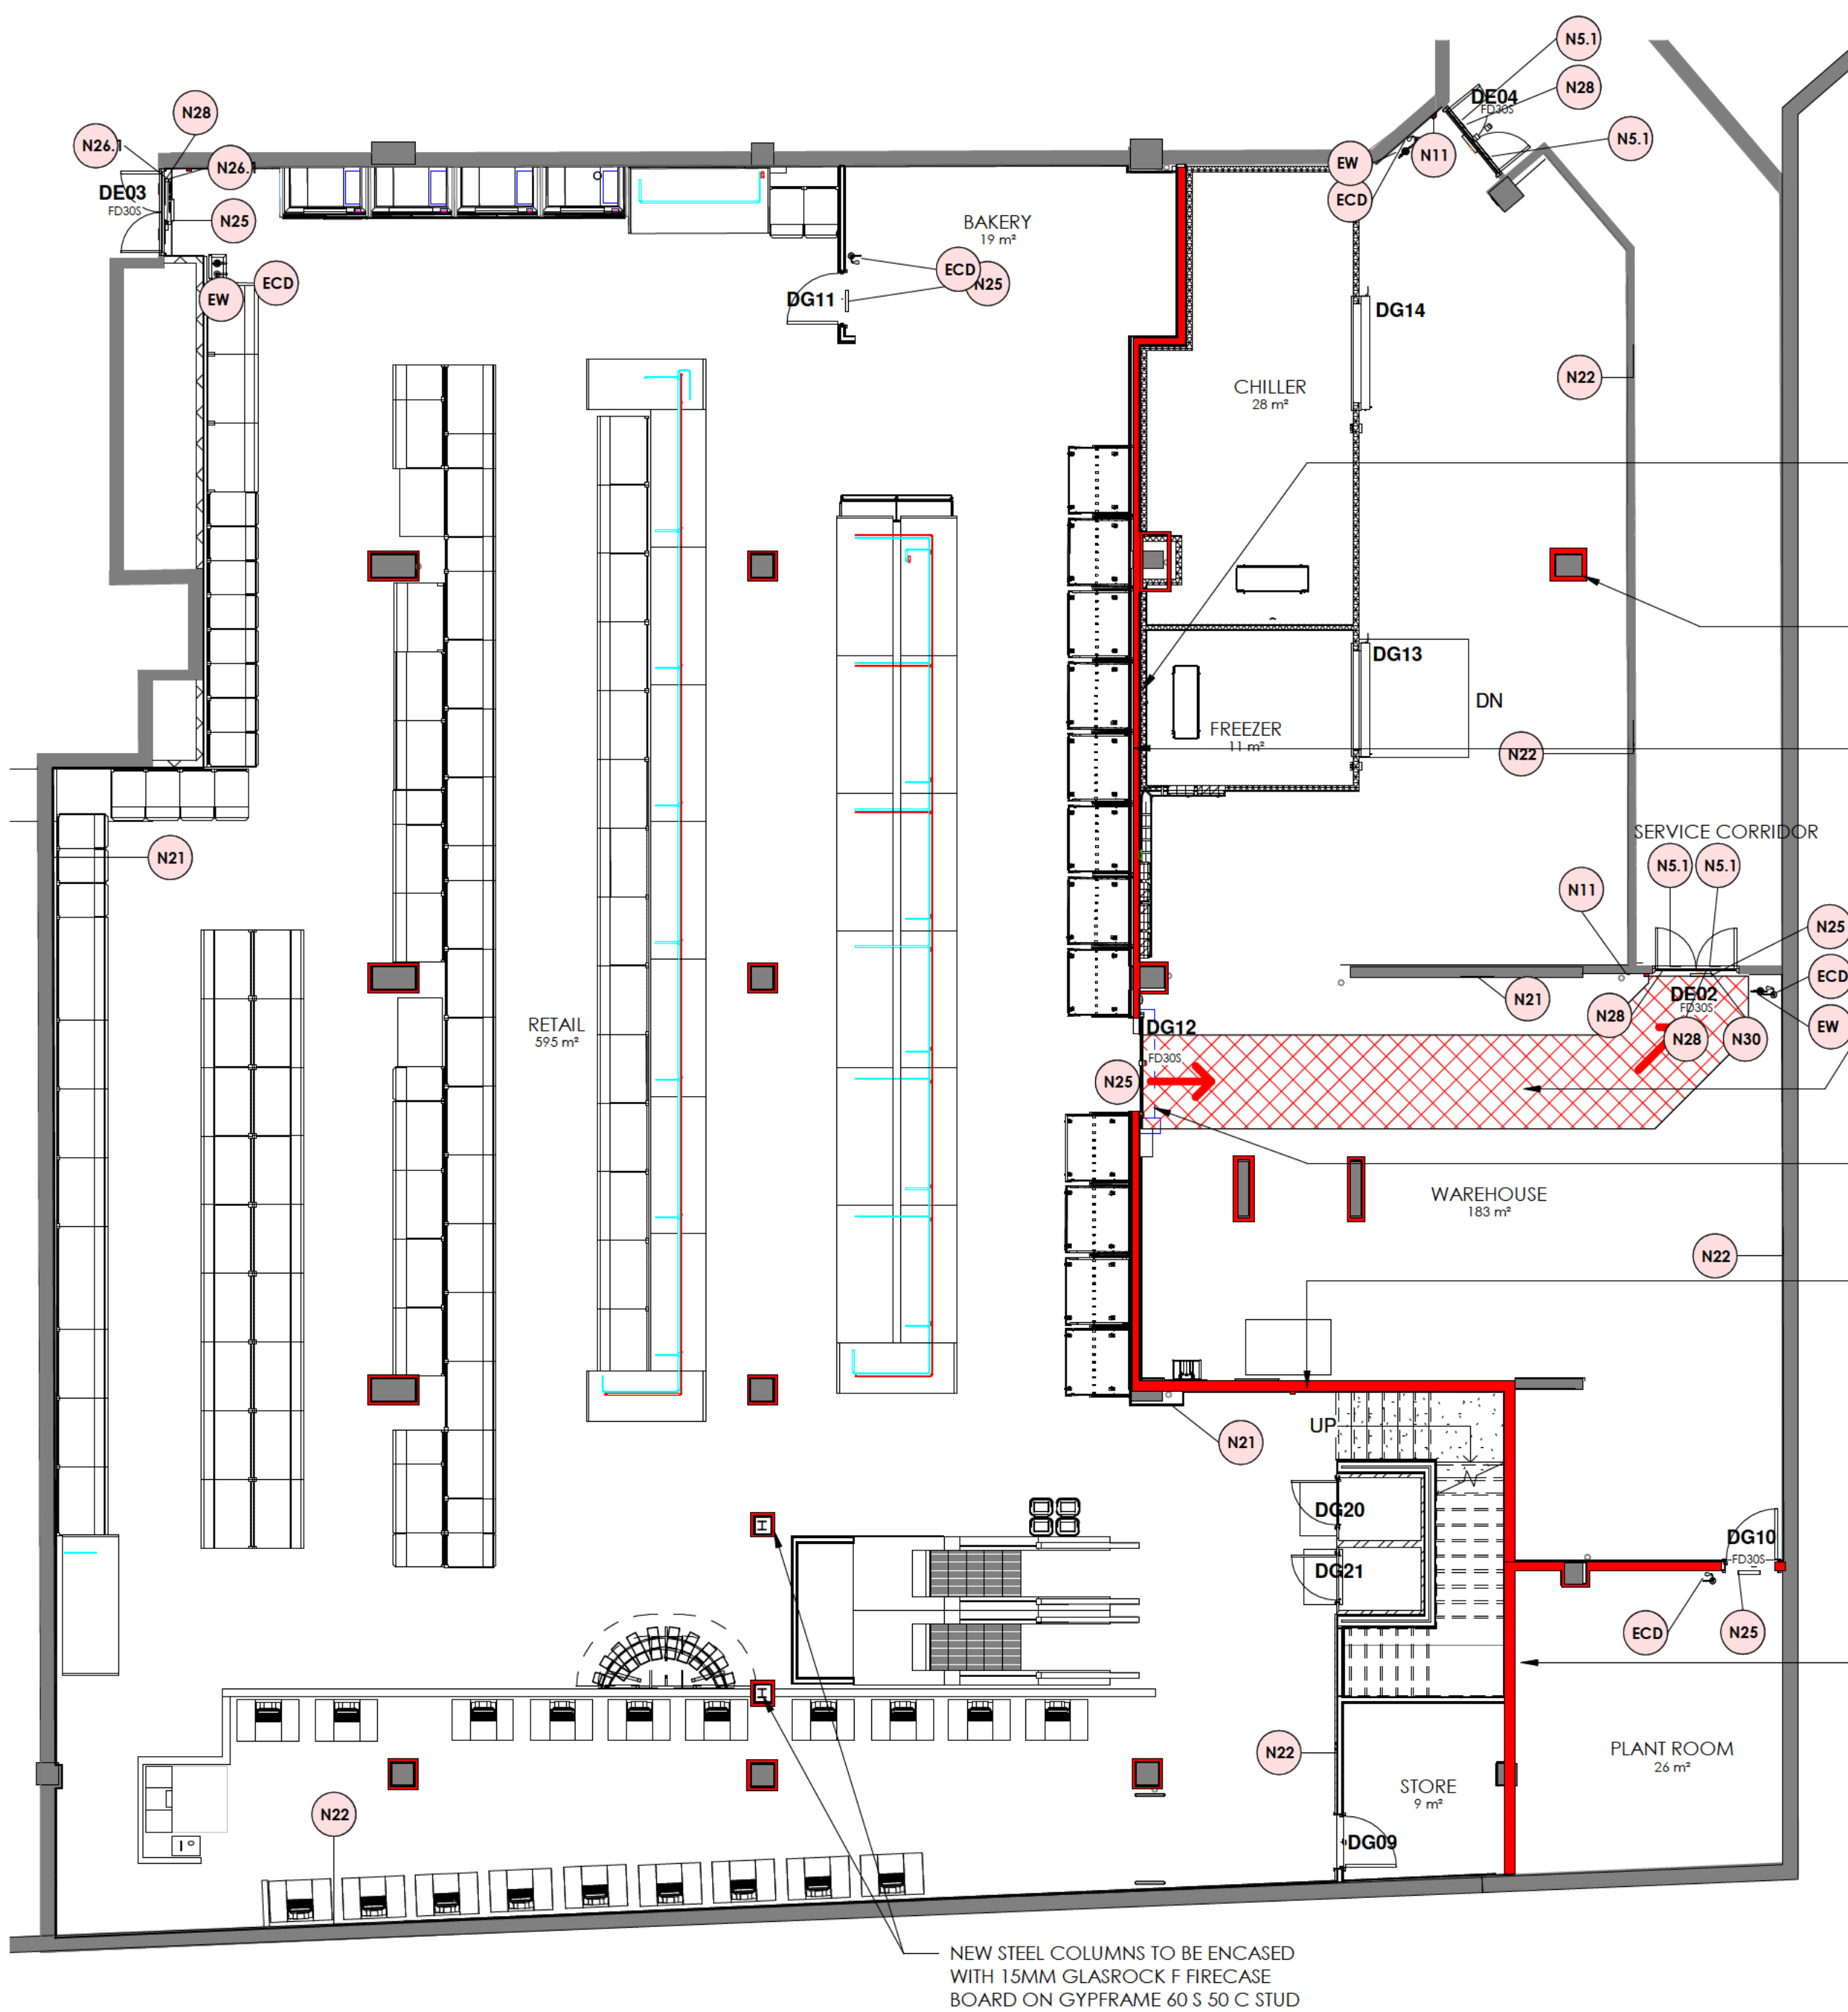 N5.1
N28
DE04
FD30S
N5.1
N28
N26.1
N26.
DE03
FD30S
N25
EW
ECD
N11
EW
ECD
BAKERY
19 m²
ECD
N25
DG11
DG14
N22
CHILLER
28 m²
DG13
DN
FREEZER
11 m²
N22
N21
SERVICE CORRIDOR
N5.1
N5.1
N11
N25
ECD
EW
N21
DE02
FD30S
N28
N28
N30
RETAIL
595 m²
DG12
FD30S
N25
WAREHOUSE
183 m²
N22
N21
UP
DG20
DG21
DG10
FD30S
ECD
N25
N22
PLANT ROOM
26 m²
STORE
9 m²
N22
DG09
NEW STEEL COLUMNS TO BE ENCASED
WITH 15MM GLASROCK F FIRECASE
BOARD ON GYPFRAME 60 S 50 C STUD